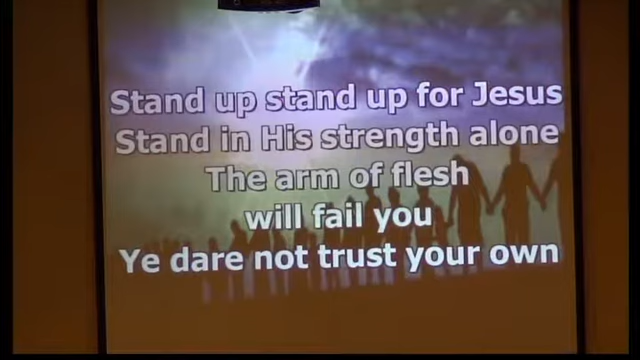 Stand up stand up for Jesus
Stand in His strength alone
The arm of flesh
will fail you
Ye dare not trust your own